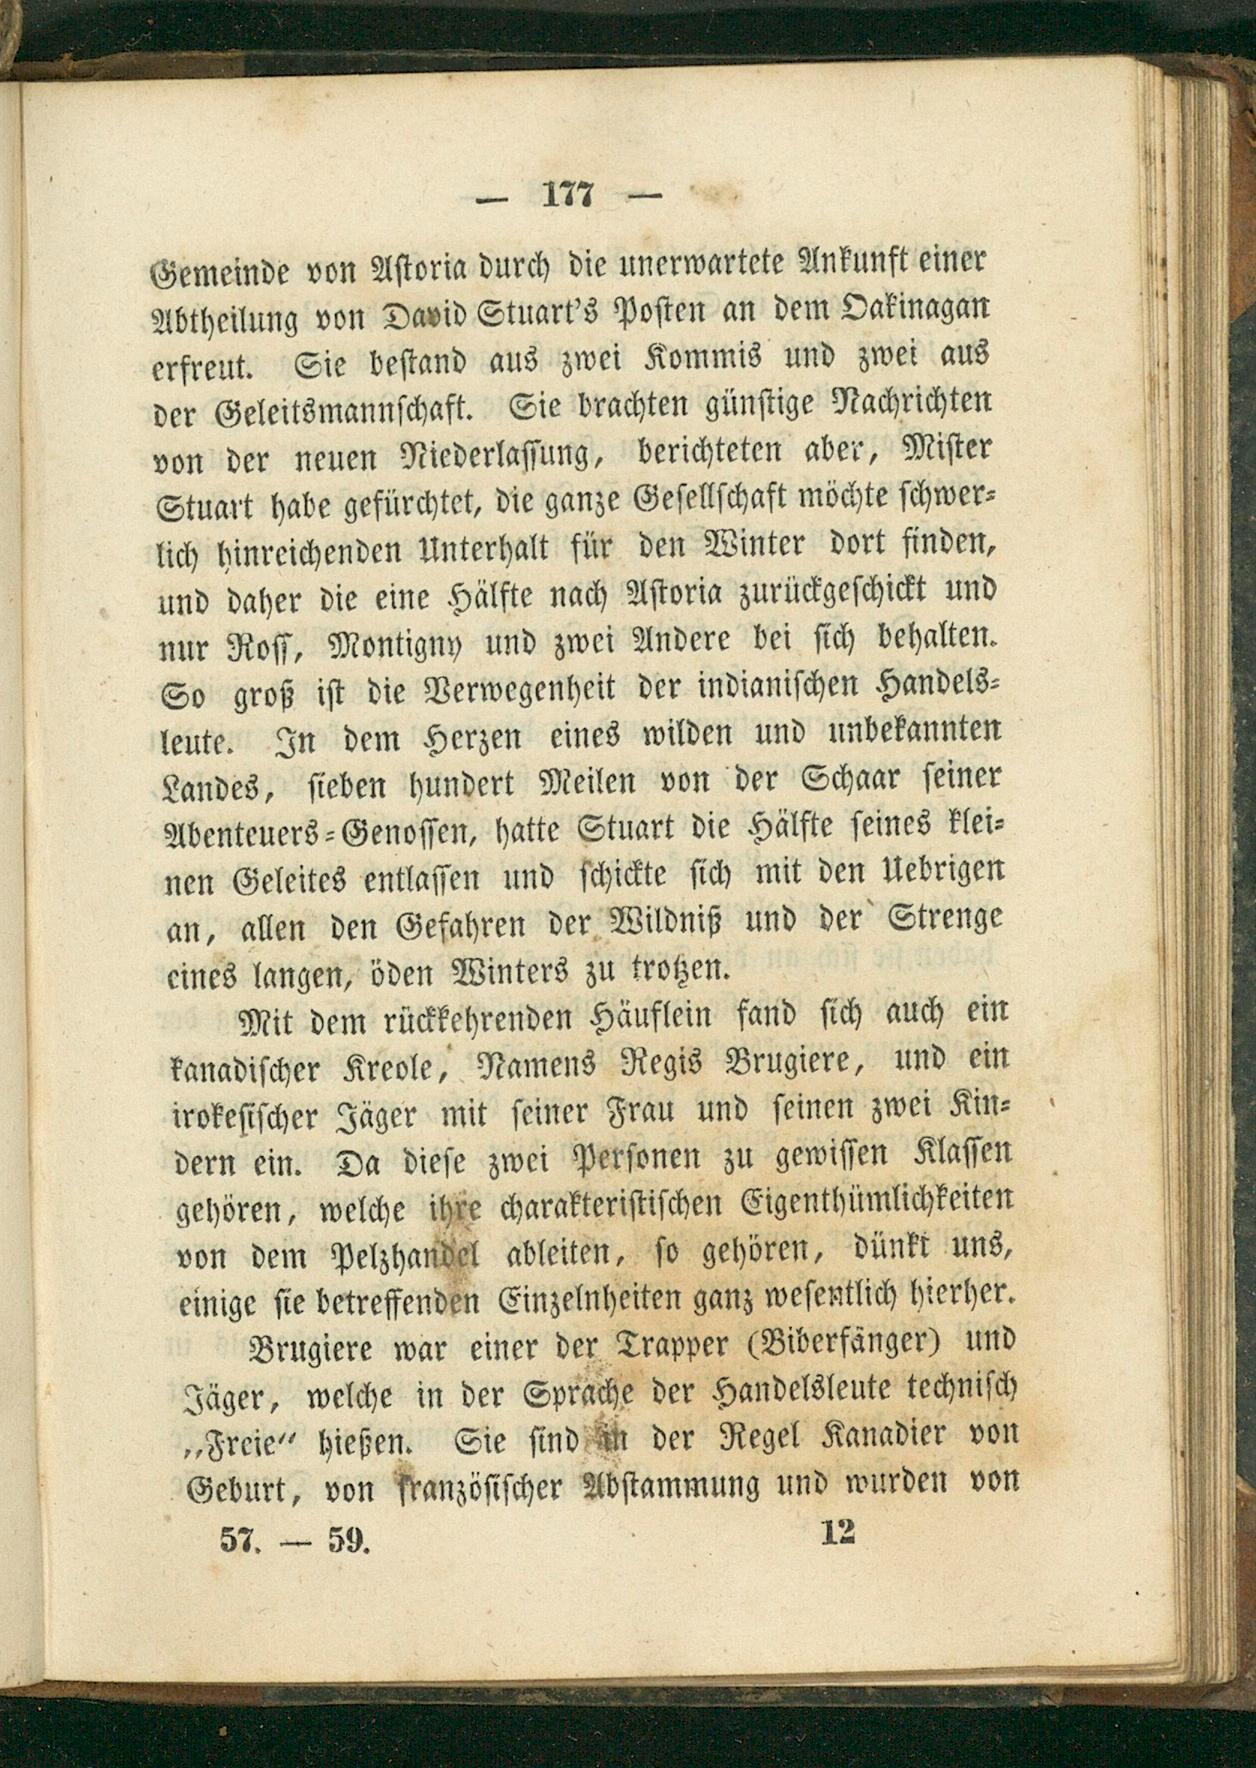 — 177 —
Gemeinde von Astoria durch die unerwartete Ankunft einer
Abtheilung von David Stuart's Posten an dem Oakinagan
erfreut. Sie bestand aus zwei Kommis und zwei aus
der Geleitsmannschaft. Sie brachten günstige Nachrichten
von der neuen Niederlassung, berichteten aber, Mister
Stuart habe gefürchtet, die ganze Gesellschaft möchte schwer-
lich hinreichenden Unterhalt für den Winter dort finden,
und daher die eine Hälfte nach Astoria zurückgeschickt und
nur Ross, Montigny und zwei Andere bei sich behalten.
So groß ist die Verwegenheit der indianischen Handels-
leute. In dem Herzen eines wilden und unbekannten
Landes, sieben hundert Meilen von der Schaar seiner
Abenteuers-Genossen, hatte Stuart die Hälfte seines klei-
nen Geleites entlassen und schickte sich mit den Uebrigen
an, allen den Gefahren der Wildniß und der Strenge
eines langen, öden Winters zu trotzen.
Mit dem rückkehrenden Häuflein fand sich auch ein
kanadischer Kreole, Namens Regis Brugiere, und ein
irokesischer Jäger mit seiner Frau und seinen zwei Kin-
dern ein. Da diese zwei Personen zu gewissen Klassen
gehören, welche ihre charakteristischen Eigenthümlichkeiten
von dem Pelzhandel ableiten, so gehören, dünkt uns,
einige sie betreffenden Einzelnheiten ganz wesentlich hierher.
Brugiere war einer der Trapper (Biberfänger) und
Jäger, welche in der Sprache der Handelsleute technisch
„Freie“ hießen. Sie sind in der Regel Kanadier von
Geburt, von französischer Abstammung und wurden von
57. — 59. 12